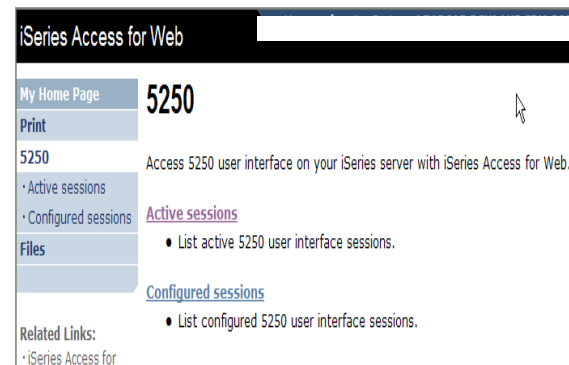 iSeries Access for Web
My Home Page
Print
5250
· Active sessions
· Configured sessions
Files
Related Links:
· iSeries Access for
5250
Access 5250 user interface on your iSeries server with iSeries Access for Web.
Active sessions
• List active 5250 user interface sessions.
Configured sessions
• List configured 5250 user interface sessions.